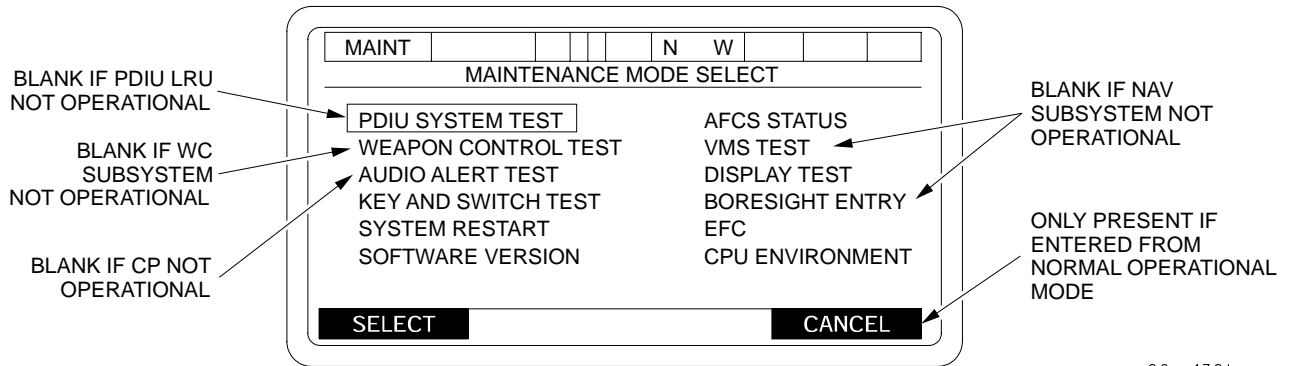 MAINT N W
MAINTENANCE MODE SELECT
BLANK IF PDIU LRU
NOT OPERATIONAL
BLANK IF WC
SUBSYSTEM
NOT OPERATIONAL
BLANK IF CP NOT
OPERATIONAL
PDIU SYSTEM TEST
WEAPON CONTROL TEST
AUDIO ALERT TEST
KEY AND SWITCH TEST
SYSTEM RESTART
SOFTWARE VERSION
AFCS STATUS
VMS TEST
DISPLAY TEST
BORESIGHT ENTRY
EFC
CPU ENVIRONMENT
BLANK IF NAV
SUBSYSTEM NOT
OPERATIONAL
ONLY PRESENT IF
ENTERED FROM
NORMAL OPERATIONAL
MODE
SELECT CANCEL